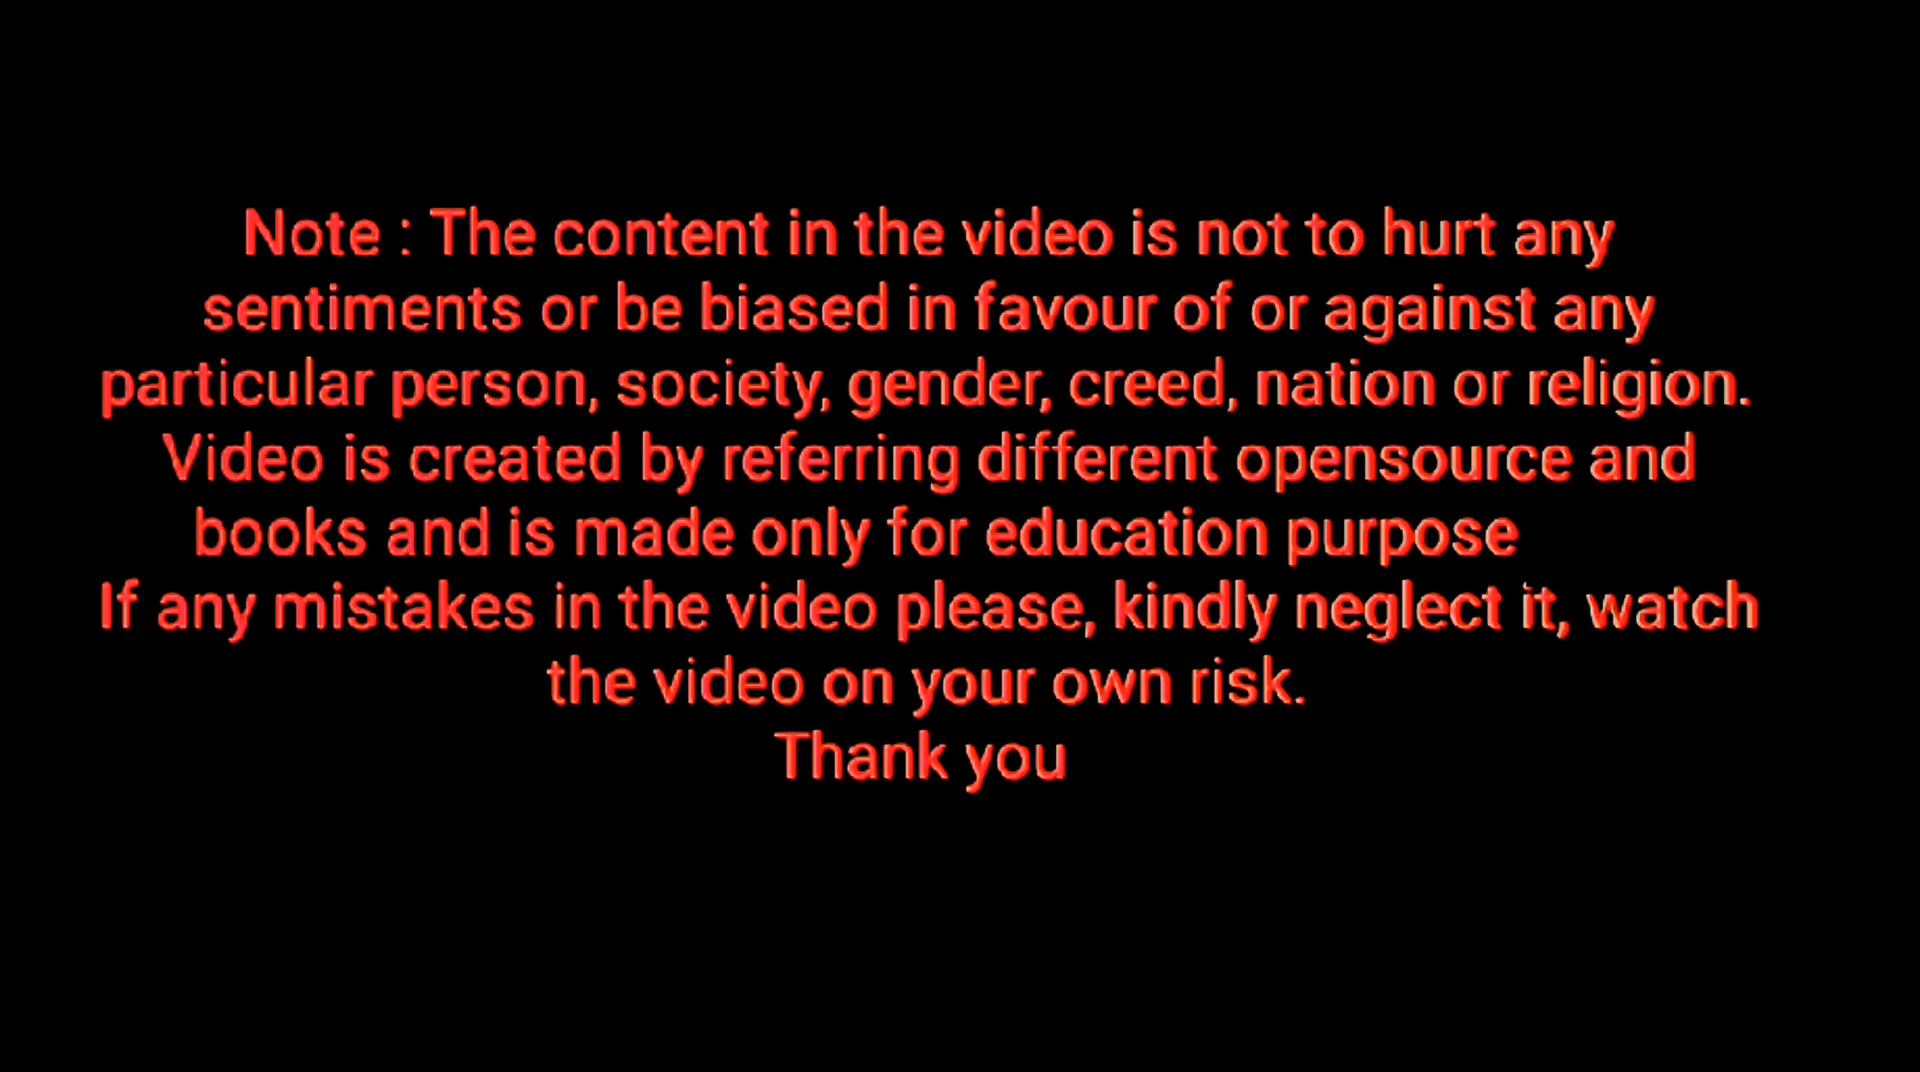 Note : The content in the video is not to hurt any
sentiments or be biased in favour of or against any
particular person, society, gender, creed, nation or religion.
Video is created by referring different opensource and
books and is made only for education purpose
If any mistakes in the video please, kindly neglect it, watch
the video on your own risk.
Thank you